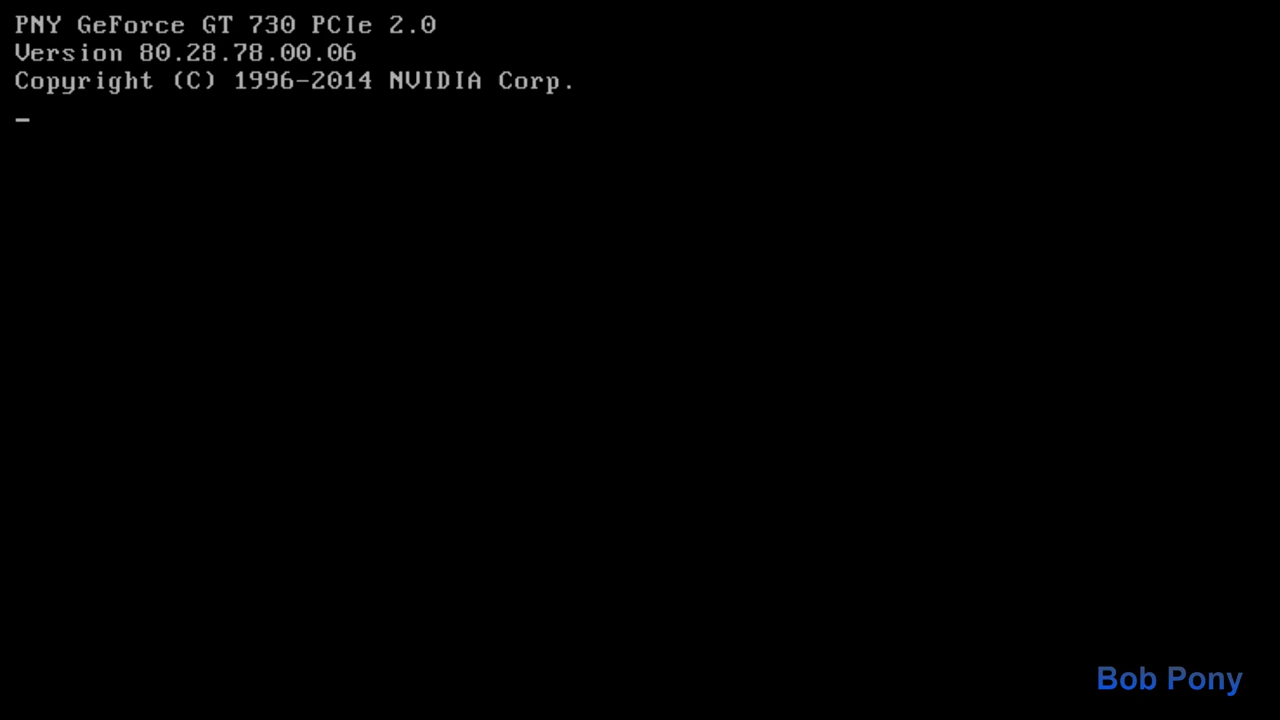 PNY GeForce GT 730 PCIe 2.0
Version 80.28.78.00.06
Copyright (C) 1996-2014 NVIDIA Corp.
_
Bob Pony